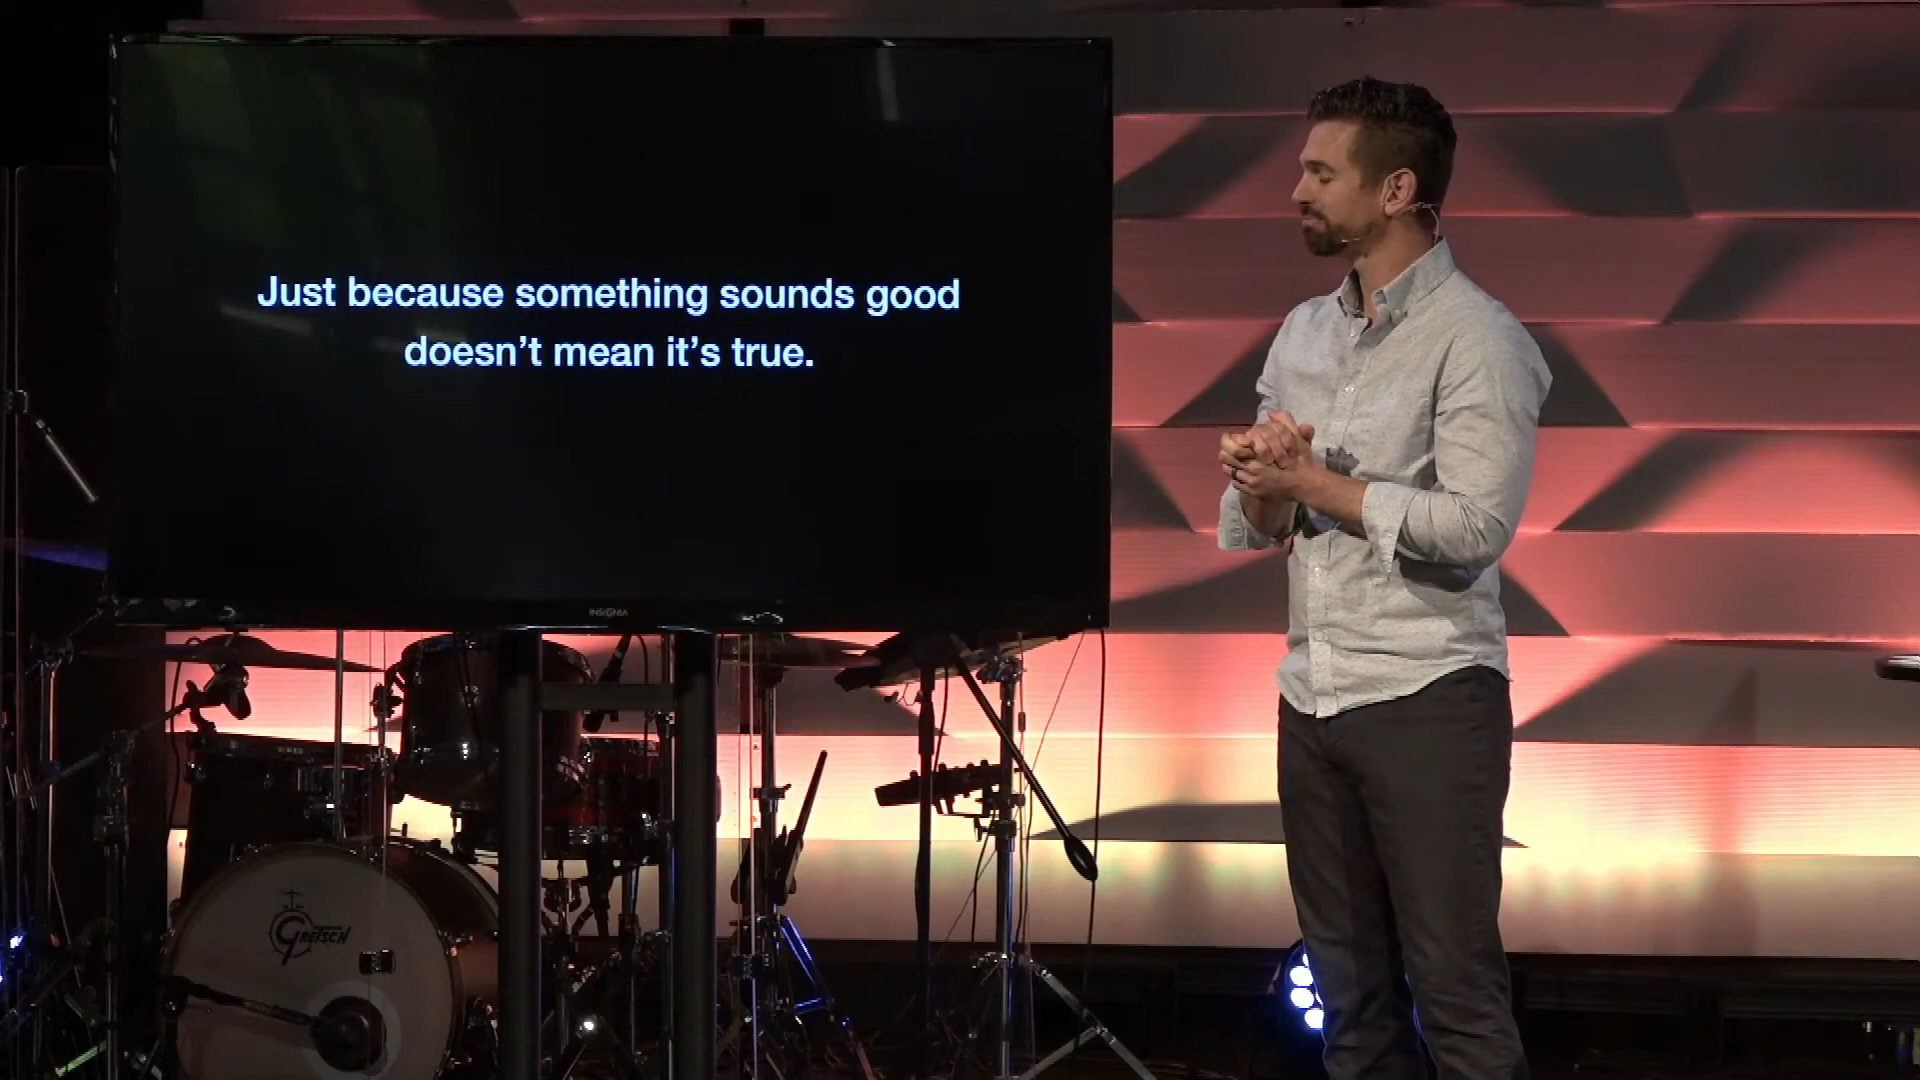 Just because something sounds good
doesn’t mean it’s true.
INSIGNIA
GRETSCH